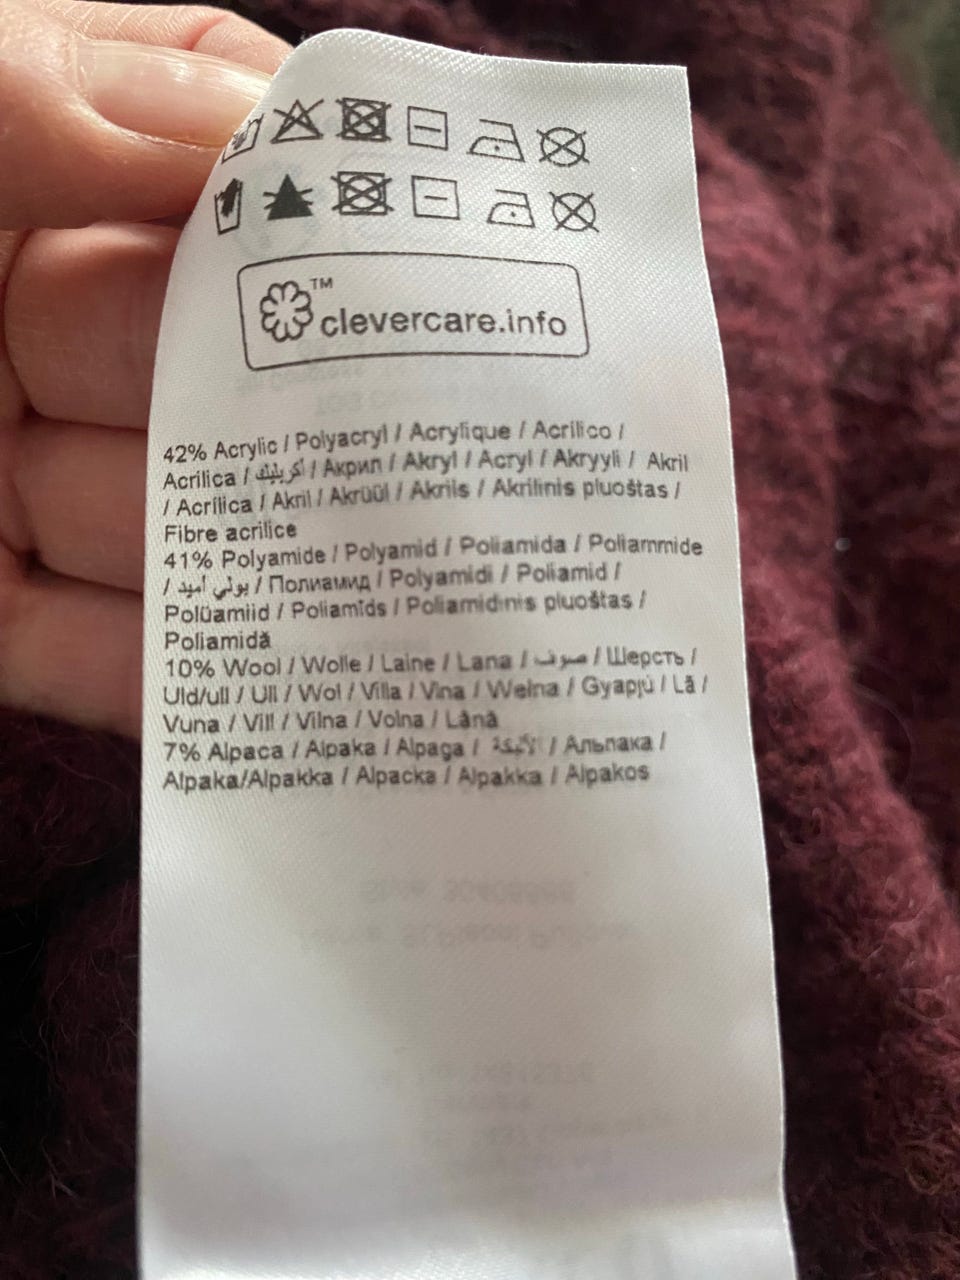 TM
clevercare.info
42% Acrylic / Polyacryl / Acrylique / Acrilico /
Acrilica / أكريليك / Акрил / Akryl / Acryl / Akryyli / Akril
/ Acrílica / Akril / Akrüül / Akrils / Akrilinis pluoštas /
Fibre acrilice
41% Polyamide / Polyamid / Poliamida / Poliammide
/ بولي أميد / Полиамид / Polyamidi / Poliamid /
Polüamiid / Poliamīds / Poliamidinis pluoštas /
Poliamidă
10% Wool / Wolle / Laine / Lana / صوف / Шерсть /
Uld/ull / Ull / Wol / Villa / Vlna / Wełna / Gyapjú / Lã /
Vuna / Vill / Vilna / Volna / Lână
7% Alpaca / Alpaka / Alpaga / / Альпака /
Alpaka/Alpakka / Alpacka / Alpakka / Alpakos